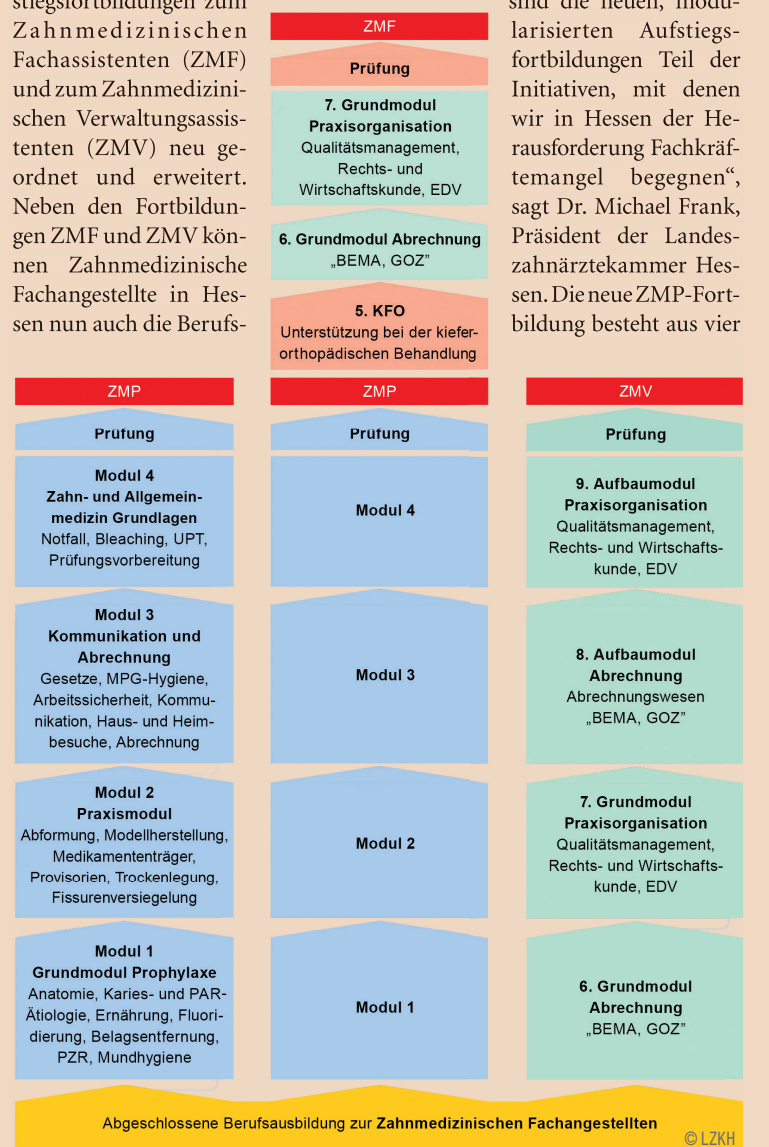 stiegsfortbildungen zum
Zahnmedizinischen
Fachassistenten (ZMF)
und zum Zahnmedizini-
schen Verwaltungsassis-
tenten (ZMV) neu ge-
ordnet und erweitert.
Neben den Fortbildun-
gen ZMF und ZMV kön-
nen Zahnmedizinische
Fachangestellte in Hes-
sen nun auch die Berufs-
ZMF
Prüfung
7. Grundmodul
Praxisorganisation
Qualitätsmanagement,
Rechts- und
Wirtschaftskunde, EDV
6. Grundmodul Abrechnung
„BEMA, GOZ”
5. KFO
Unterstützung bei der kiefer-
orthopädischen Behandlung
sind die neuen, modu-
larisierten Aufstiegs-
fortbildungen Teil der
Initiativen, mit denen
wir in Hessen der He-
rausforderung Fachkräf-
temangel begegnen“,
sagt Dr. Michael Frank,
Präsident der Landes-
zahnärztekammer Hes-
sen. Die neue ZMP-Fort-
bildung besteht aus vier
ZMP
Prüfung
Modul 4
Zahn- und Allgemein-
medizin Grundlagen
Notfall, Bleaching, UPT,
Prüfungsvorbereitung
Modul 3
Kommunikation und
Abrechnung
Gesetze, MPG-Hygiene,
Arbeitssicherheit, Kommu-
nikation, Haus- und Heim-
besuche, Abrechnung
Modul 2
Praxismodul
Abformung, Modellherstellung,
Medikamententräger,
Provisorien, Trockenlegung,
Fissurenversiegelung
Modul 1
Grundmodul Prophylaxe
Anatomie, Karies- und PAR-
Ätiologie, Ernährung, Fluori-
dierung, Belagsentfernung,
PZR, Mundhygiene
ZMP
Prüfung
Modul 4
Modul 3
Modul 2
Modul 1
ZMV
Prüfung
9. Aufbaumodul
Praxisorganisation
Qualitätsmanagement,
Rechts- und Wirtschafts-
kunde, EDV
8. Aufbaumodul
Abrechnung
Abrechnungswesen
„BEMA, GOZ”
7. Grundmodul
Praxisorganisation
Qualitätsmanagement,
Rechts- und Wirtschafts-
kunde, EDV
6. Grundmodul
Abrechnung
„BEMA, GOZ”
Abgeschlossene Berufsausbildung zur Zahnmedizinischen Fachangestellten
© LZKH